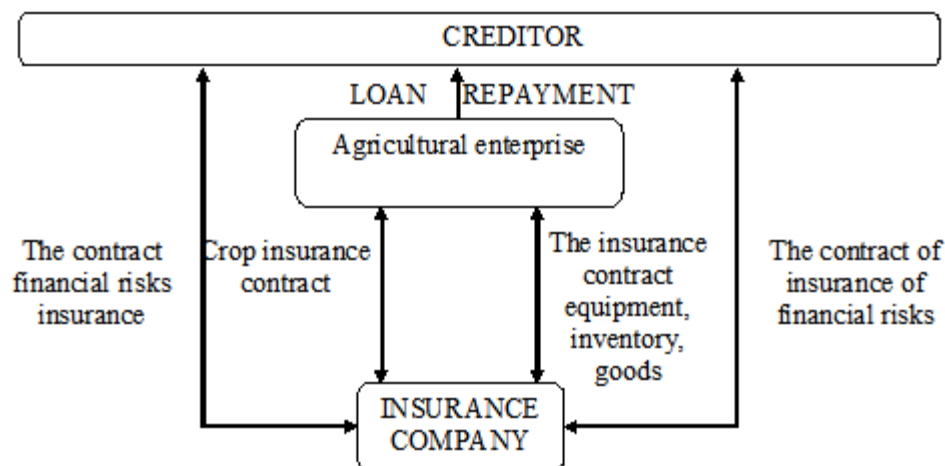 CREDITOR
LOAN REPAYMENT
Agricultural enterprise
The contract
financial risks
insurance
Crop insurance
contract
The insurance
contract
equipment,
inventory,
goods
The contract of
insurance of
financial risks
INSURANCE
COMPANY